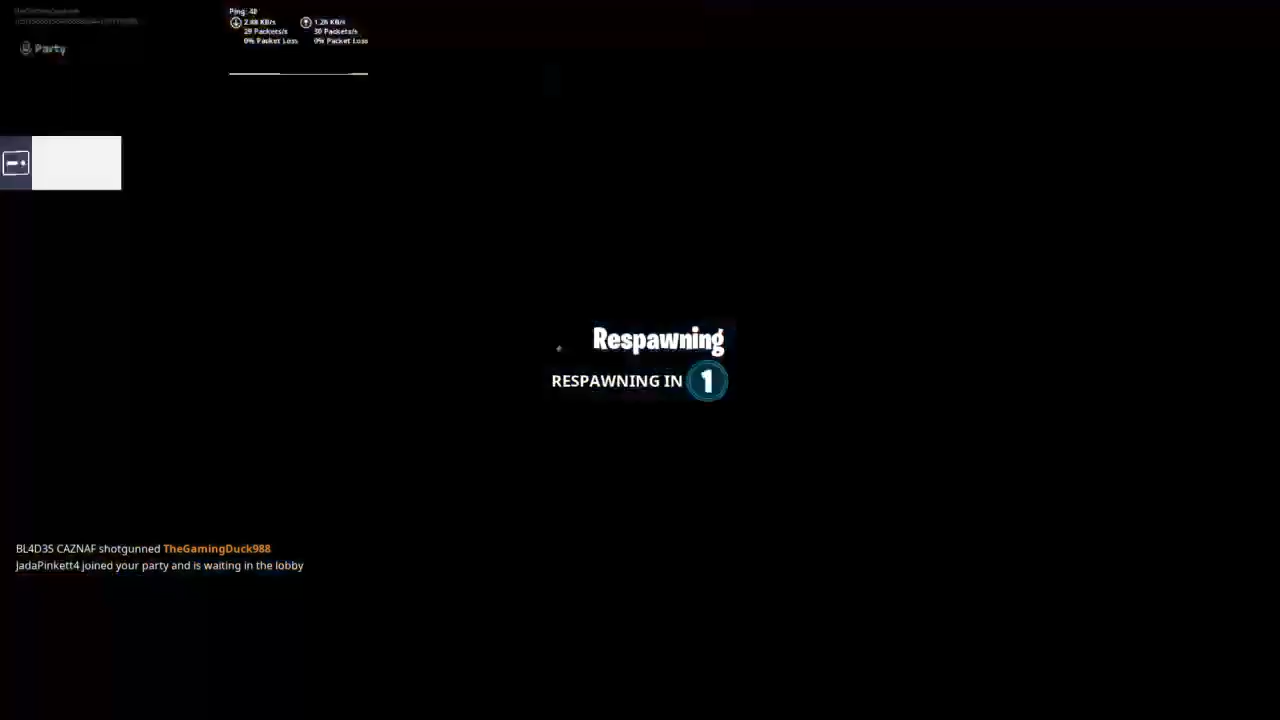 Ping: 40
2.88 KB/s
1.26 KB/s
29 Packets/s
30 Packets/s
0% Packet Loss
0% Packet Loss
Party
Respawning
RESPAWNING IN 1
BL4D3S CAZNAF shotgunned TheGamingDuck988
JadaPinkett4 joined your party and is waiting in the lobby